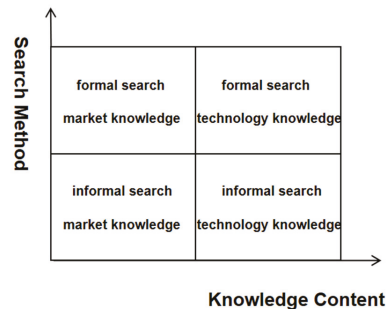 Search Method
formal search
market knowledge
formal search
technology knowledge
informal search
market knowledge
informal search
technology knowledge
Knowledge Content